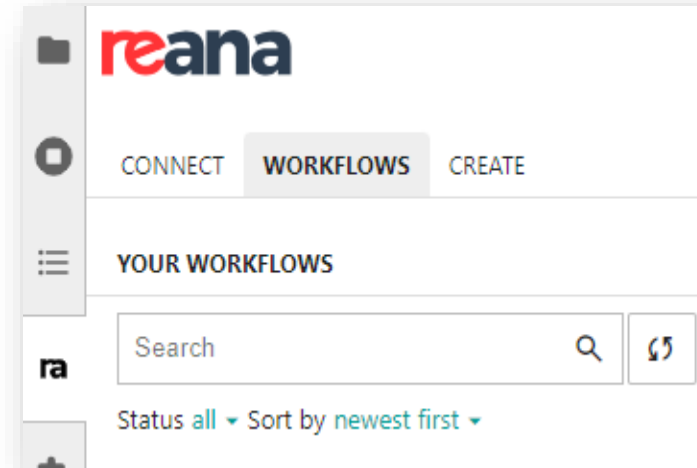 reana
CONNECT WORKFLOWS CREATE
YOUR WORKFLOWS
Search
ra
Status all Sort by newest first